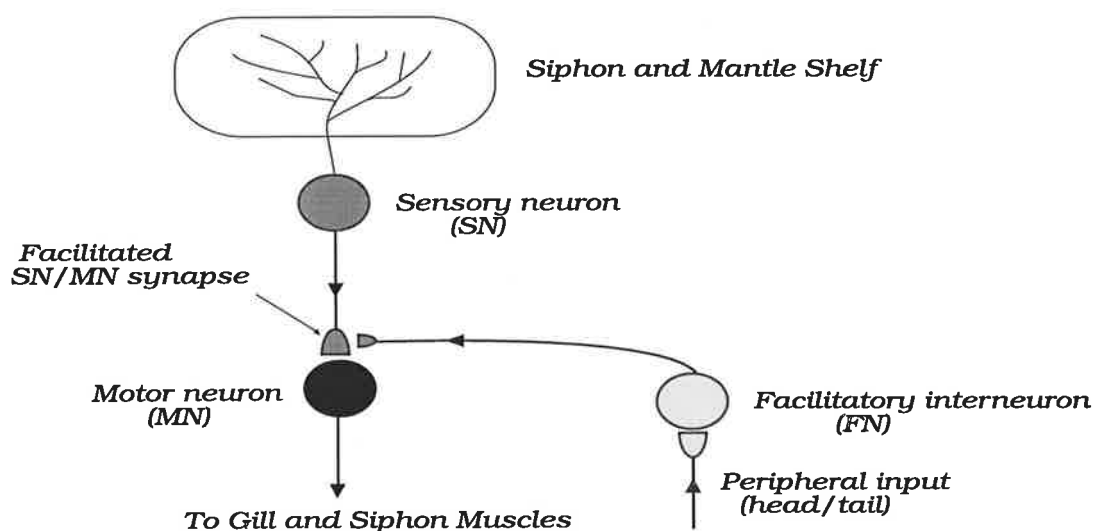 Siphon and Mantle Shelf
Sensory neuron
(SN)
Facilitated
SN/MN synapse
Motor neuron
(MN)
Facilitatory interneuron
(FN)
Peripheral input
(head/tail)
To Gill and Siphon Muscles